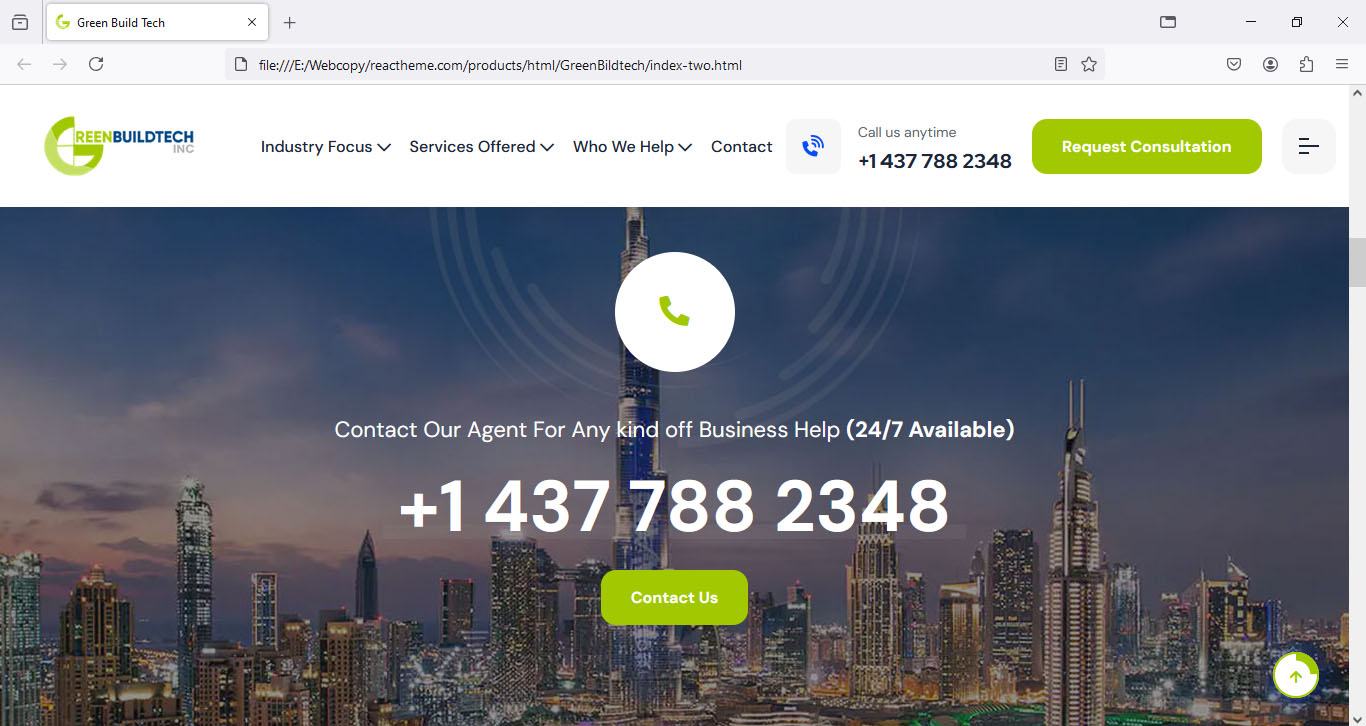 Green Build Tech
file:///E:/Webcopy/reactheme.com/products/html/GreenBildtech/index-two.html
GREENBUILDTECH
INC
Industry Focus
Services Offered
Who We Help
Contact
Call us anytime
+1 437 788 2348
Request Consultation
Contact Our Agent For Any kind off Business Help (24/7 Available)
+1 437 788 2348
Contact Us